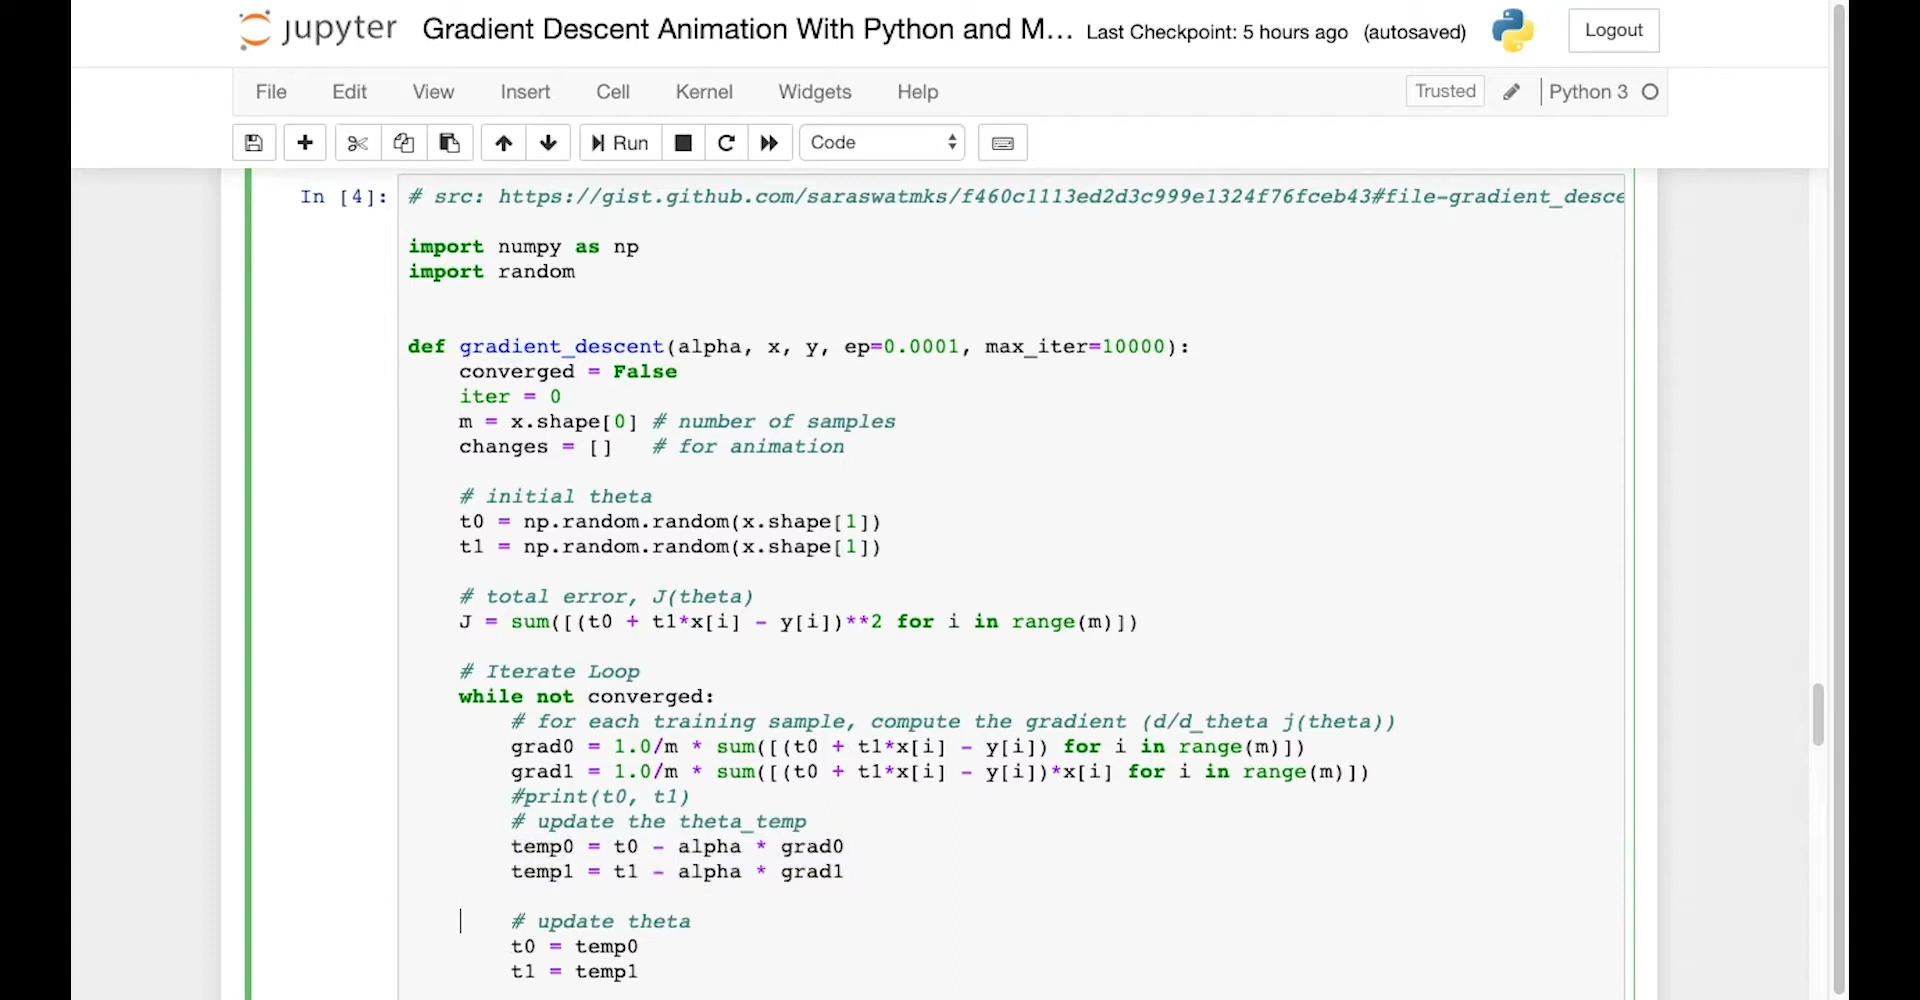 jupyter Gradient Descent Animation With Python and M... Last Checkpoint: 5 hours ago (autosaved) Logout
File Edit View Insert Cell Kernel Widgets Help Trusted Python 3
Run Code
In [4]: # src: https://gist.github.com/saraswatmks/f460c1113ed2d3c999e1324f76fceb43#file-gradient_desce
import numpy as np
import random
def gradient_descent(alpha, x, y, ep=0.0001, max_iter=10000):
    converged = False
    iter = 0
    m = x.shape[0] # number of samples
    changes = []   # for animation
    # initial theta
    t0 = np.random.random(x.shape[1])
    t1 = np.random.random(x.shape[1])
    # total error, J(theta)
    J = sum([(t0 + t1*x[i] - y[i])**2 for i in range(m)])
    # Iterate Loop
    while not converged:
        # for each training sample, compute the gradient (d/d_theta j(theta))
        grad0 = 1.0/m * sum([(t0 + t1*x[i] - y[i]) for i in range(m)])
        grad1 = 1.0/m * sum([(t0 + t1*x[i] - y[i])*x[i] for i in range(m)])
        #print(t0, t1)
        # update the theta_temp
        temp0 = t0 - alpha * grad0
        temp1 = t1 - alpha * grad1
        # update theta
        t0 = temp0
        t1 = temp1